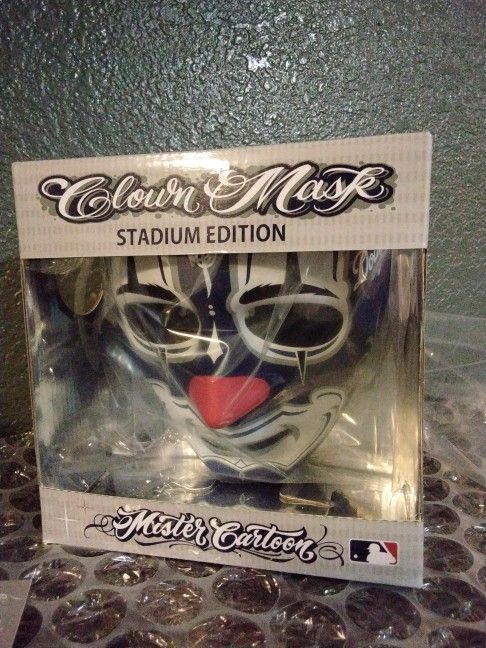 Clown Mask
STADIUM EDITION
Mister Cartoon